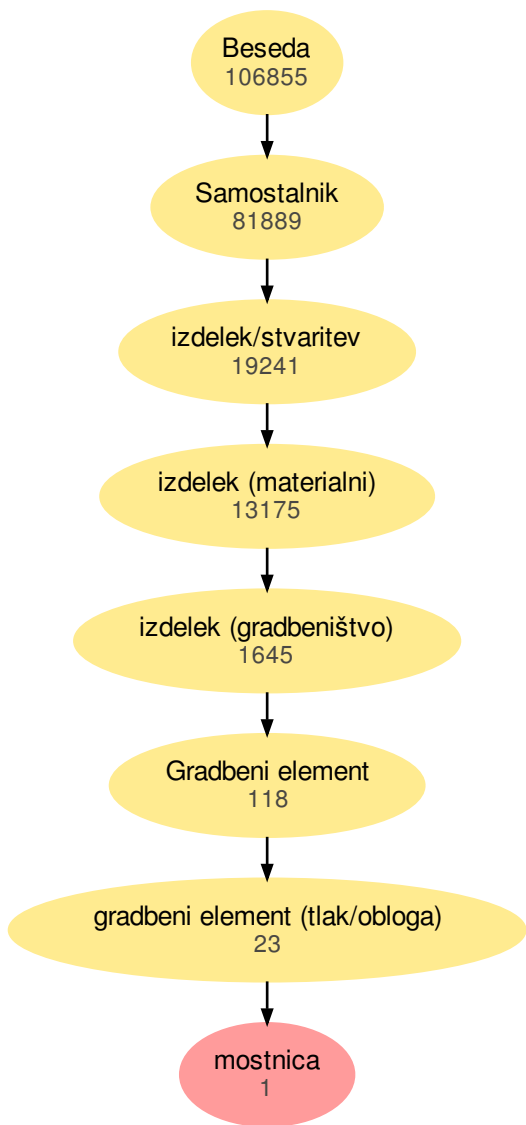 Beseda
106855
Samostalnik
81889
izdelek/stvaritev
19241
izdelek (materialni)
13175
izdelek (gradbeništvo)
1645
Gradbeni element
118
gradbeni element (tlak/obloga)
23
mostnica
1